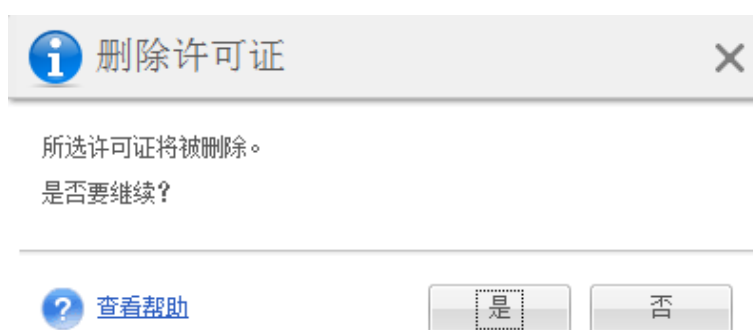 删除许可证
所选许可证将被删除。
是否要继续?
查看帮助
是
否